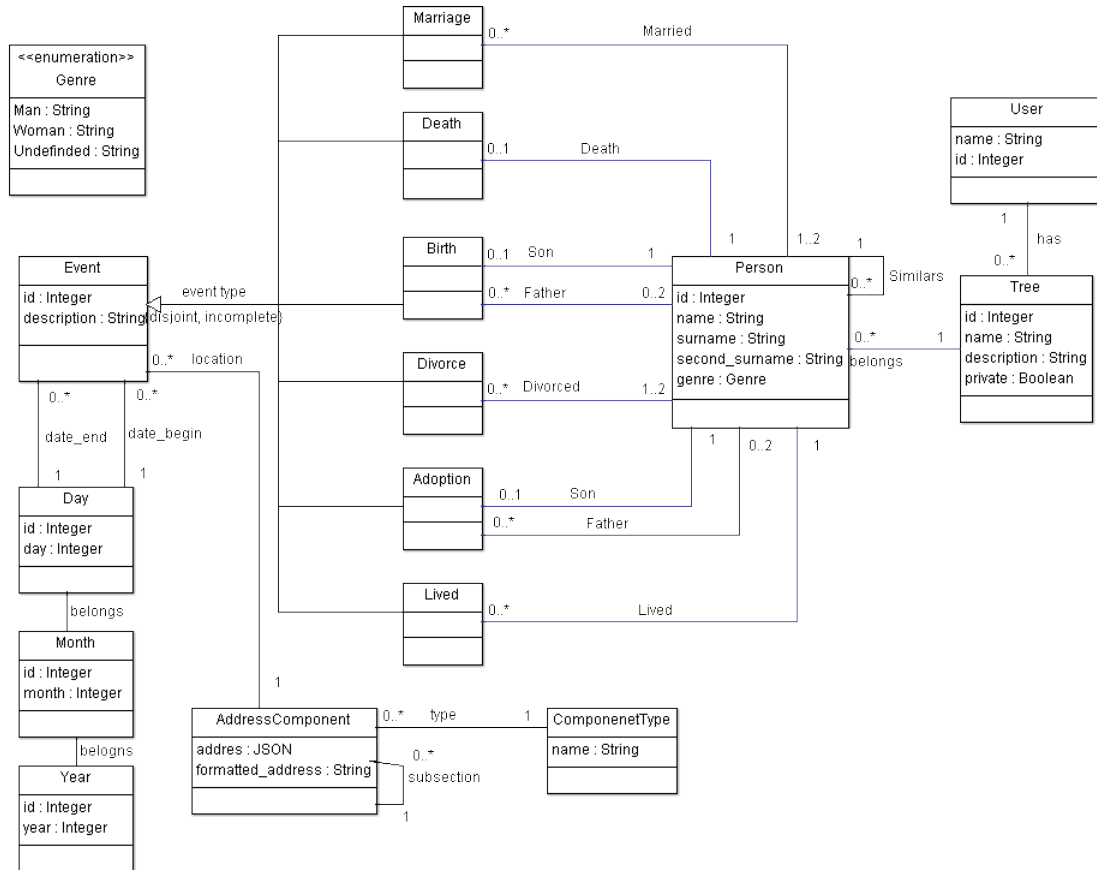 <<enumeration>>
Genre
Man : String
Woman : String
Undefinded : String
Marriage
0..*
Married
Death
0..1
Death
Birth
0..1
Son
1
0..*
Father
0..2
1
1..2
1
0..*
Similars
User
name : String
id : Integer
1
has
0..*
Tree
id : Integer
name : String
description : String
private : Boolean
0..*
1
belongs
Person
id : Integer
name : String
surname : String
second_surname : String
genre : Genre
Event
id : Integer
description : String
event type
{disjoint, incomplete}
0..*
location
0..*
0..*
date_end
date_begin
1
1
Divorce
0..*
Divorced
1..2
Adoption
0..1
Son
1
0..*
Father
0..2
1
Lived
0..*
Lived
Day
id : Integer
day : Integer
belongs
Month
id : Integer
month : Integer
belogns
Year
id : Integer
year : Integer
1
AddressComponent
addres : JSON
formatted_address : String
0..*
type
1
0..*
subsection
1
ComponenetType
name : String